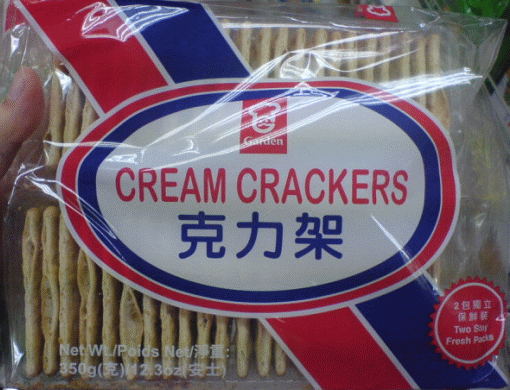 Garden
CREAM CRACKERS
克力架
2包獨立
保鮮裝
Two Stay
Fresh Packs
Net Wt./Poids Net/淨重:
350g(克)/12.3oz(安士)